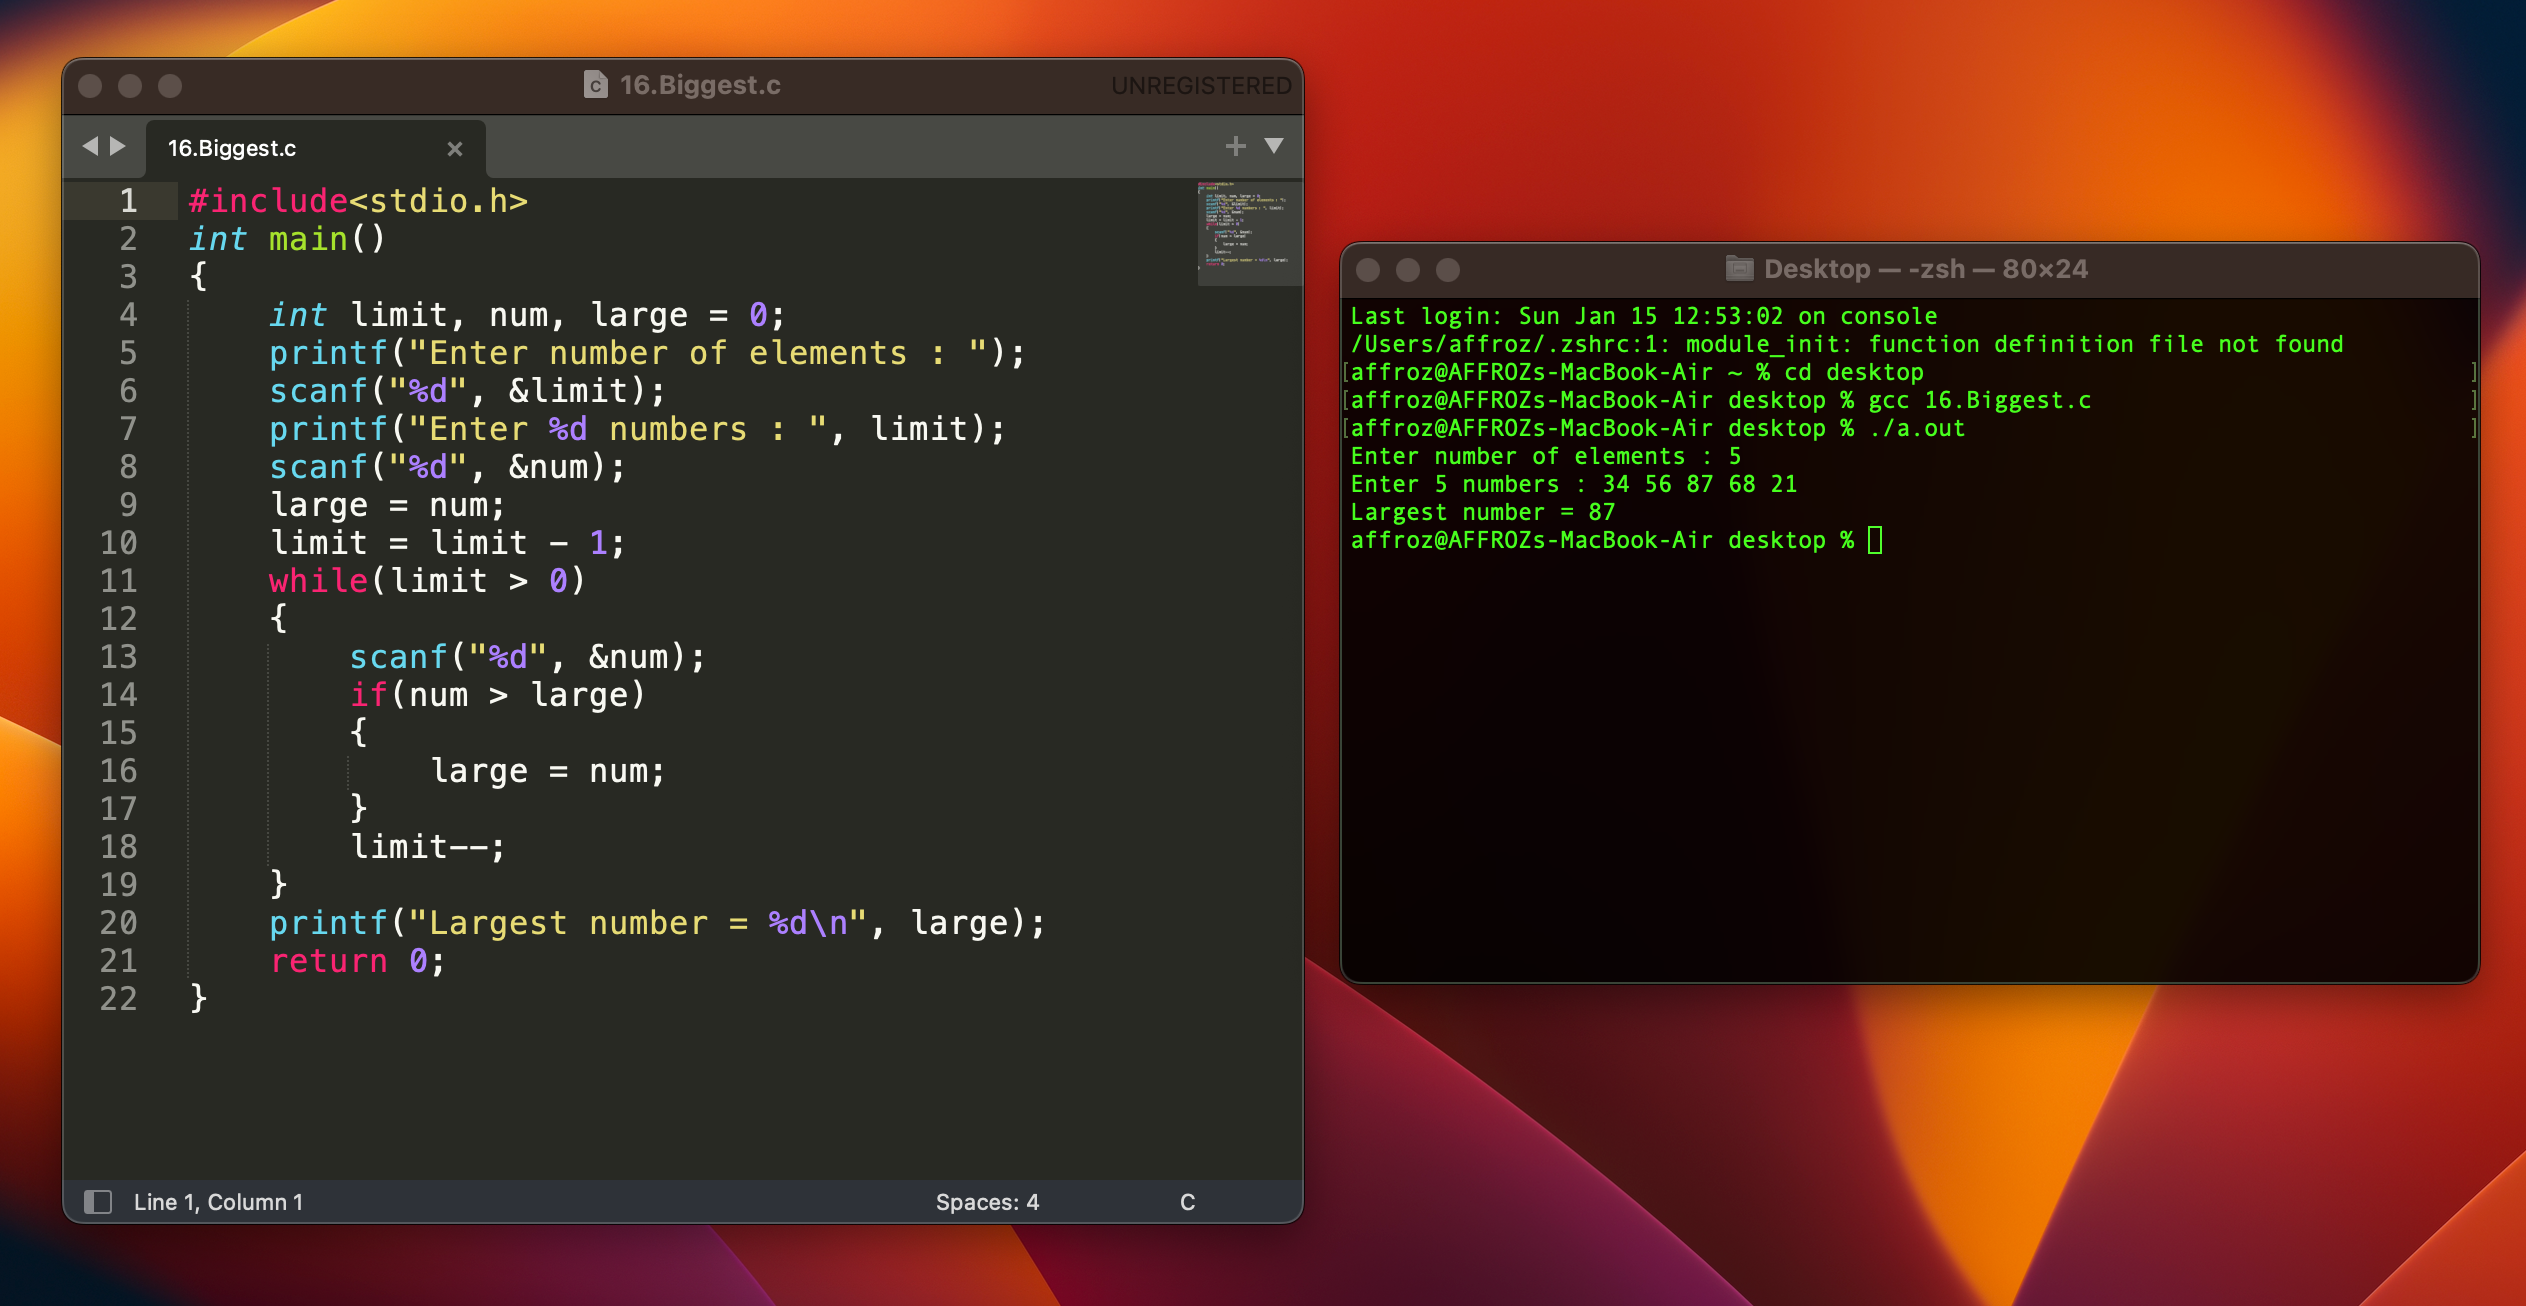 16.Biggest.c
UNREGISTERED
16.Biggest.c
1 #include<stdio.h>
2 int main()
3 {
4     int limit, num, large = 0;
5     printf("Enter number of elements : ");
6     scanf("%d", &limit);
7     printf("Enter %d numbers : ", limit);
8     scanf("%d", &num);
9     large = num;
10     limit = limit - 1;
11     while(limit > 0)
12     {
13         scanf("%d", &num);
14         if(num > large)
15         {
16             large = num;
17         }
18         limit--;
19     }
20     printf("Largest number = %d\n", large);
21     return 0;
22 }
Line 1, Column 1
Spaces: 4
C
Desktop — -zsh — 80×24
Last login: Sun Jan 15 12:53:02 on console
/Users/affroz/.zshrc:1: module_init: function definition file not found
[affroz@AFFROZs-MacBook-Air ~ % cd desktop ]
[affroz@AFFROZs-MacBook-Air desktop % gcc 16.Biggest.c ]
[affroz@AFFROZs-MacBook-Air desktop % ./a.out ]
Enter number of elements : 5
Enter 5 numbers : 34 56 87 68 21
Largest number = 87
affroz@AFFROZs-MacBook-Air desktop %